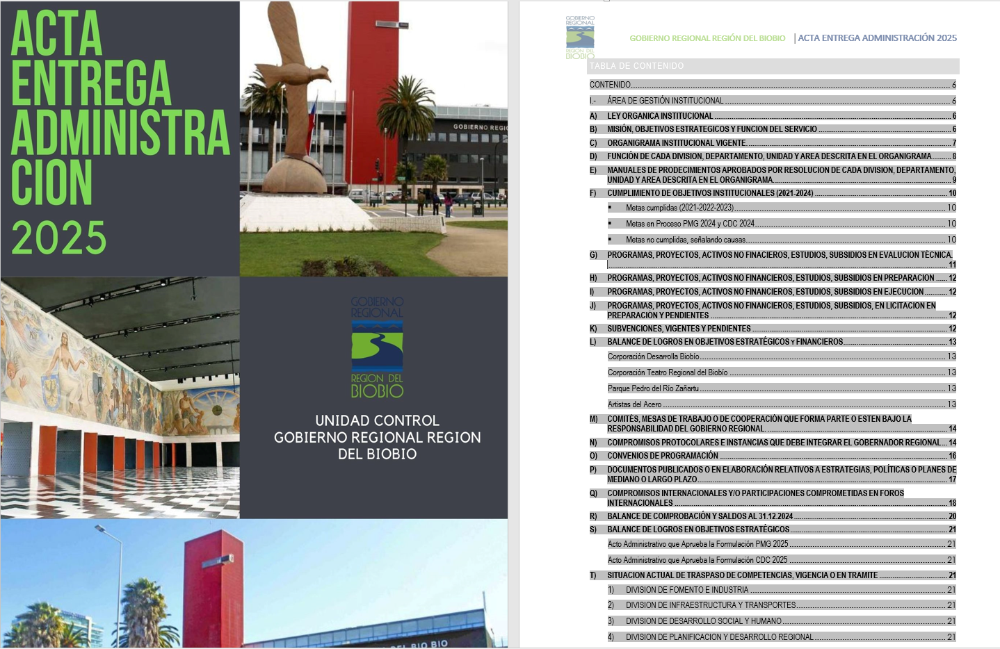 ACTA
ENTREGA
ADMINISTRA
CION
2025
GOBIERNO REGIO
GOBIERNO
REGIONAL
REGION DEL
BIOBIO
UNIDAD CONTROL
GOBIERNO REGIONAL REGION
DEL BIOBIO
DEL BIO BIO
GOBIERNO
REGIONAL
REGION DEL
BIOBIO
GOBIERNO REGIONAL REGIÓN DEL BIOBIO | ACTA ENTREGA ADMINISTRACIÓN 2025
TABLA DE CONTENIDO
CONTENIDO 6
I.- ÁREA DE GESTIÓN INSTITUCIONAL 6
A) LEY ORGANICA INSTITUCIONAL 6
B) MISIÓN, OBJETIVOS ESTRATEGICOS Y FUNCION DEL SERVICIO 6
C) ORGANIGRAMA INSTITUCIONAL VIGENTE. 7
D) FUNCIÓN DE CADA DIVISION, DEPARTAMENTO, UNIDAD Y AREA DESCRITA EN EL ORGANIGRAMA 8
E) MANUALES DE PRODECIMIENTOS APROBADOS POR RESOLUCION DE CADA DIVISION, DEPARTAMENTO,
UNIDAD Y AREA DESCRITA EN EL ORGANIGRAMA. 9
F) CUMPLIMIENTO DE OBJETIVOS INSTITUCIONALES (2021-2024) 10
▪ Metas cumplidas (2021-2022-2023) 10
▪ Metas en Proceso PMG 2024 y CDC 2024 10
▪ Metas no cumplidas, señalando causas 10
G) PROGRAMAS, PROYECTOS, ACTIVOS NO FINACIEROS, ESTUDIOS, SUBSIDIOS EN EVALUCION TÉCNICA.
11
H) PROGRAMAS, PROYECTOS, ACTIVOS NO FINANCIEROS, ESTUDIOS, SUBSIDIOS EN PREPARACION 12
I) PROGRAMAS, PROYECTOS, ACTIVOS NO FINANCIEROS, ESTUDIOS, SUBSIDIOS EN EJECUCION 12
J) PROGRAMAS, PROYECTOS, ACTIVOS NO FINANCIEROS, ESTUDIOS, SUBSIDIOS, EN LICITACION EN
PREPARACIÓN Y PENDIENTES 12
K) SUBVENCIONES, VIGENTES Y PENDIENTES 12
L) BALANCE DE LOGROS EN OBJETIVOS ESTRATÉGICOS y FINANCIEROS 13
Corporación Desarrolla Biobío 13
Corporación Teatro Regional del Biobío 13
Parque Pedro del Río Zañartu 13
Artistas del Acero 13
M) COMITÉS, MESAS DE TRABAJO O DE COOPERACIÓN QUE FORMA PARTE O ESTEN BAJO LA
RESPONSABILIDAD DEL GOBIERNO REGIONAL. 14
N) COMPROMISOS PROTOCOLARES E INSTANCIAS QUE DEBE INTEGRAR EL GOBERNADOR REGIONAL 14
O) CONVENIOS DE PROGRAMACIÓN 16
P) DOCUMENTOS PUBLICADOS O EN ELABORACIÓN RELATIVOS A ESTRATEGIAS, POLÍTICAS O PLANES DE
MEDIANO O LARGO PLAZO 17
Q) COMPROMISOS INTERNACIONALES Y/O PARTICIPACIONES COMPROMETIDAS EN FOROS
INTERNACIONALES 18
R) BALANCE DE COMPROBACIÓN Y SALDOS AL 31.12.2024 20
S) BALANCE DE LOGROS EN OBJETIVOS ESTRATÉGICOS 21
Acto Administrativo que Aprueba la Formulación PMG 2025 21
Acto Administrativo que Aprueba la Formulación CDC 2025 21
T) SITUACION ACTUAL DE TRASPASO DE COMPETENCIAS, VIGENCIA O EN TRAMITE 21
1) DIVISION DE FOMENTO E INDUSTRIA 21
2) DIVISION DE INFRAESTRUCTURA Y TRANSPORTES 21
3) DIVISION DE DESARROLLO SOCIAL Y HUMANO 21
4) DIVISION DE PLANIFICACION Y DESARROLLO REGIONAL 21